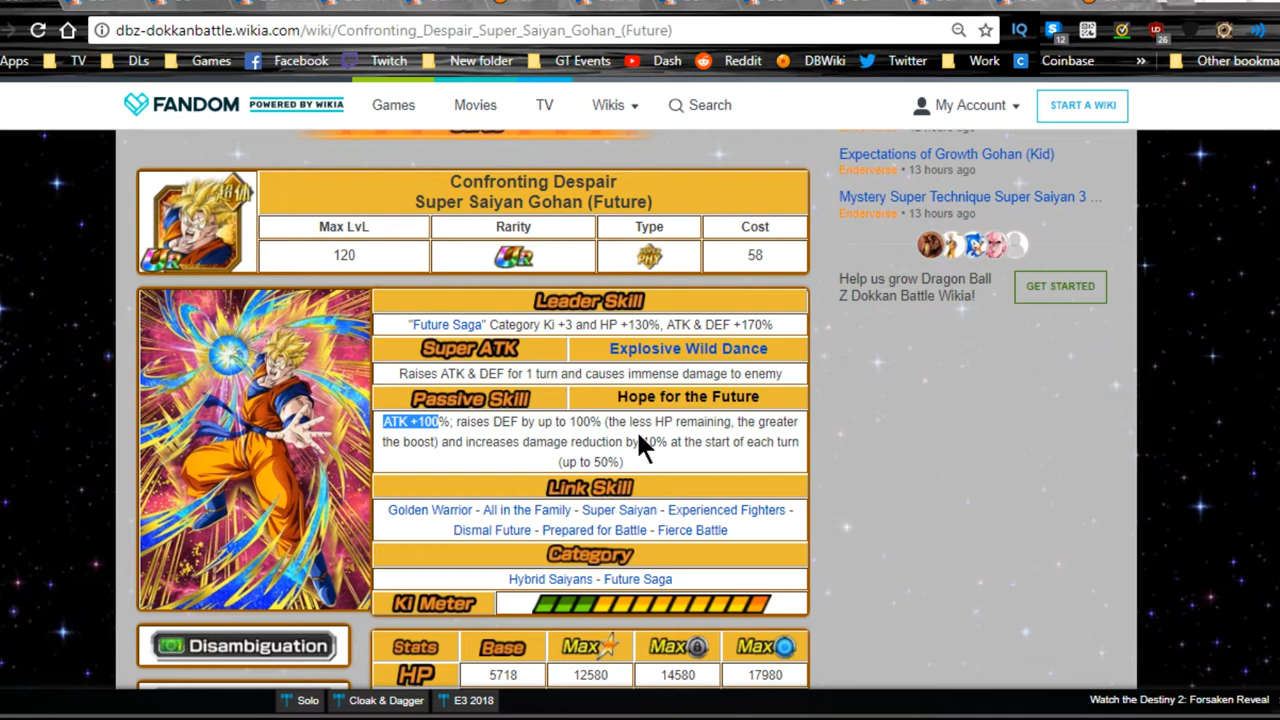 dbz-dokkanbattle.wikia.com/wiki/Confronting_Despair_Super_Saiyan_Gohan_(Future)
IQ
12
26
Apps TV DLs Games Facebook Twitch New folder GT Events Dash Reddit DBWiki Twitter Work Coinbase » Other bookma
FANDOM POWERED BY WIKIA Games Movies TV Wikis Search My Account START A WIKI
Expectations of Growth Gohan (Kid)
Enderverse • 13 hours ago
Mystery Super Technique Super Saiyan 3 ...
Enderverse • 13 hours ago
Help us grow Dragon Ball
Z Dokkan Battle Wikia!
GET STARTED
Confronting Despair
Super Saiyan Gohan (Future)
Max LvL Rarity Type Cost
120 UR SUPER PHY 58
Leader Skill
"Future Saga" Category Ki +3 and HP +130%, ATK & DEF +170%
Super ATK Explosive Wild Dance
Raises ATK & DEF for 1 turn and causes immense damage to enemy
Passive Skill Hope for the Future
ATK +100%; raises DEF by up to 100% (the less HP remaining, the greater
the boost) and increases damage reduction by 10% at the start of each turn
(up to 50%)
Link Skill
Golden Warrior - All in the Family - Super Saiyan - Experienced Fighters -
Dismal Future - Prepared for Battle - Fierce Battle
Category
Hybrid Saiyans - Future Saga
Ki Meter
Disambiguation
Stats Base Max Max Max
HP 5718 12580 14580 17980
Solo Cloak & Dagger E3 2018 Watch the Destiny 2: Forsaken Reveal